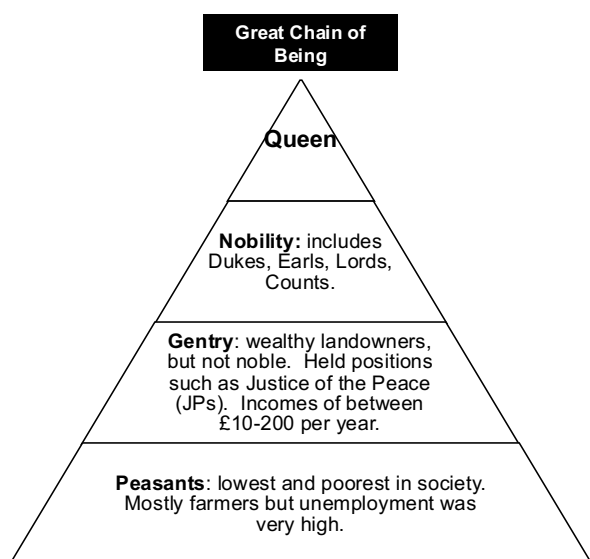 Great Chain of
Being
Queen
Nobility: includes
Dukes, Earls, Lords,
Counts.
Gentry: wealthy landowners,
but not noble.  Held positions
such as Justice of the Peace
(JPs).  Incomes of between
£10-200 per year.
Peasants: lowest and poorest in society.
Mostly farmers but unemployment was
very high.